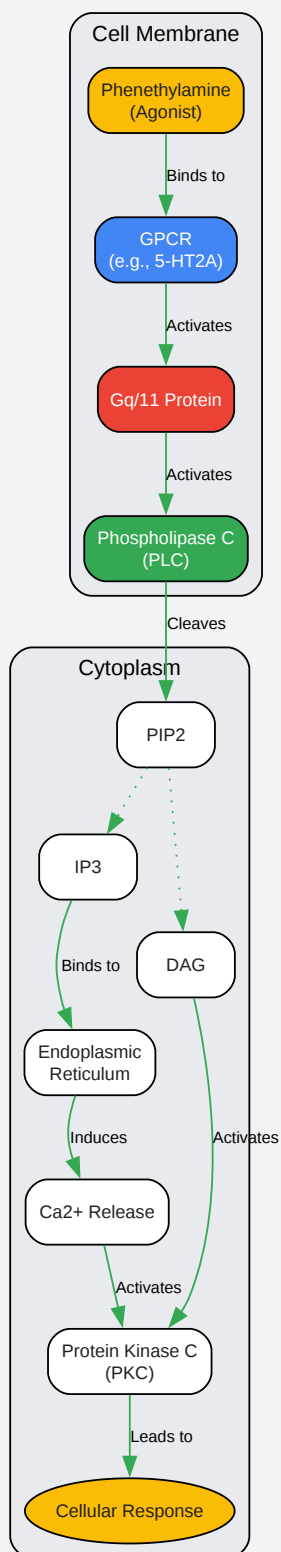 Cell Membrane
Phenethylamine
(Agonist)
Binds to
GPCR
(e.g., 5-HT2A)
Activates
Gq/11 Protein
Activates
Phospholipase C
(PLC)
Cleaves
Cytoplasm
PIP2
IP3
DAG
Binds to
Endoplasmic
Reticulum
Induces
Activates
Ca2+ Release
Activates
Protein Kinase C
(PKC)
Leads to
Cellular Response